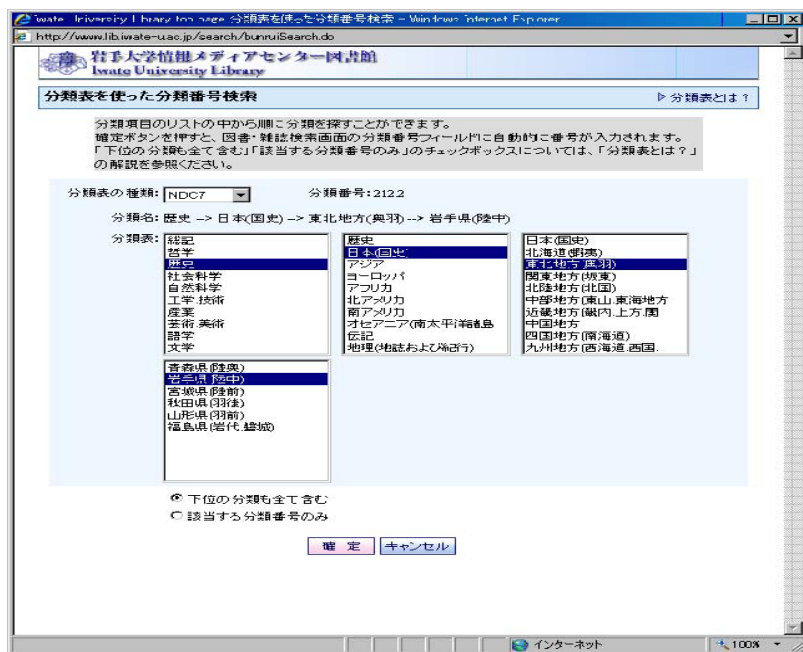 Iwate University Library top page 分類表を使った分類番号検索 - Windows Internet Explorer
http://www.lib.iwate-u.ac.jp/search/bunruiSearch.do
岩手大学情報メディアセンター図書館
Iwate University Library
分類表を使った分類番号検索
▷分類表とは?
分類項目のリストの中から順に分類を探すことができます。
確定ボタンを押すと、図書・雑誌検索画面の分類番号フィールドに自動的に番号が入力されます。
「下位の分類も全て含む」「該当する分類番号のみ」のチェックボックスについては、「分類表とは?」
の解説を参照ください。
分類表の種類: NDC7 分類番号:212.2
分類名: 歴史 --> 日本(国史) --> 東北地方(奥羽) --> 岩手県(陸中)
分類表:
総記
哲学
歴史
社会科学
自然科学
工学.技術
産業
芸術.美術
語学
文学
歴史
日本(国史)
アジア
ヨーロッパ
アフリカ
北アメリカ
南アメリカ
オセアニア(南太平洋諸島
伝記
地理(地誌および紀行)
日本(国史)
北海道(蝦夷)
東北地方(奥羽)
関東地方(坂東)
北陸地方(北国)
中部地方(東山.東海地方
近畿地方(畿内.上方.関
中国地方
四国地方(南海道)
九州地方(西海道.西国.
青森県(陸奥)
岩手県(陸中)
宮城県(陸前)
秋田県(羽後)
山形県(羽前)
福島県(岩代.磐城)
下位の分類も全て含む
該当する分類番号のみ
確 定 キャンセル
インターネット 100%